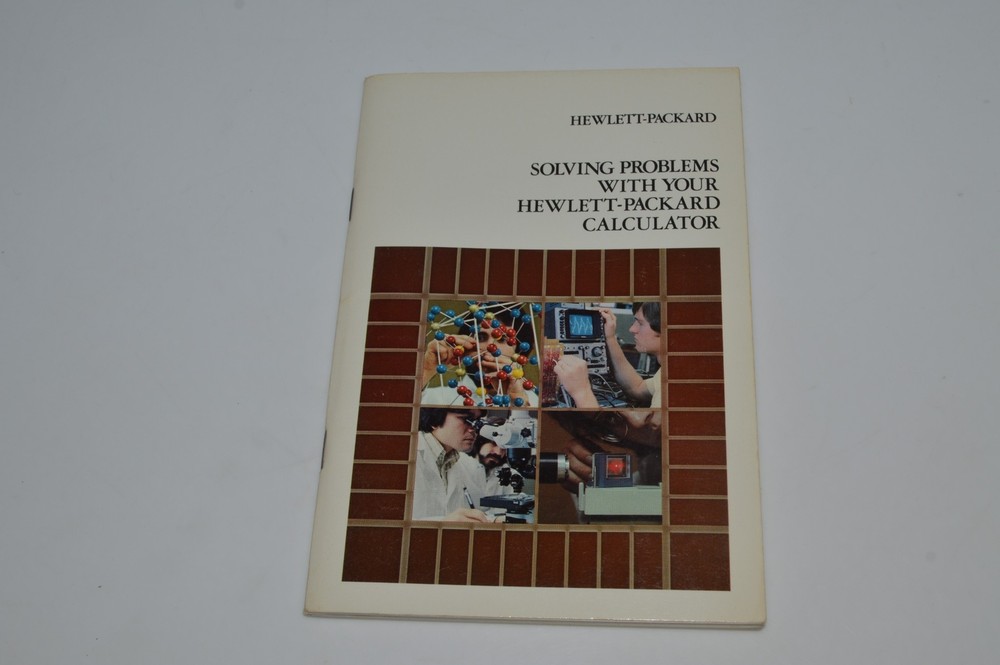 HEWLETT-PACKARD
SOLVING PROBLEMS
WITH YOUR
HEWLETT-PACKARD
CALCULATOR